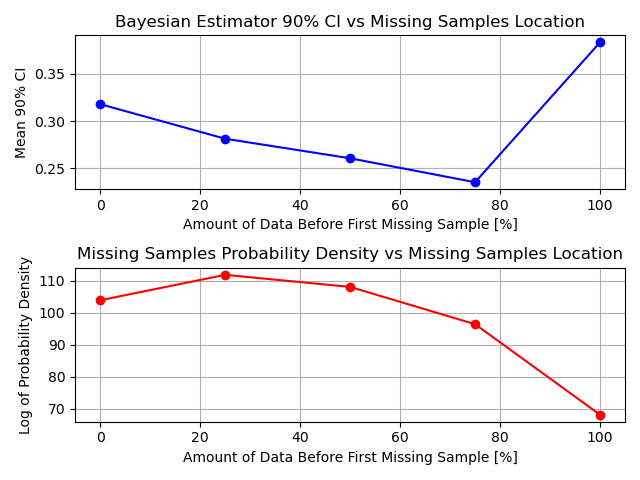 Bayesian Estimator 90% CI vs Missing Samples Location
Mean 90% CI
0.35
0.30
0.25
0 20 40 60 80 100
Amount of Data Before First Missing Sample [%]
Missing Samples Probability Density vs Missing Samples Location
Log of Probability Density
110
100
90
80
70
0 20 40 60 80 100
Amount of Data Before First Missing Sample [%]